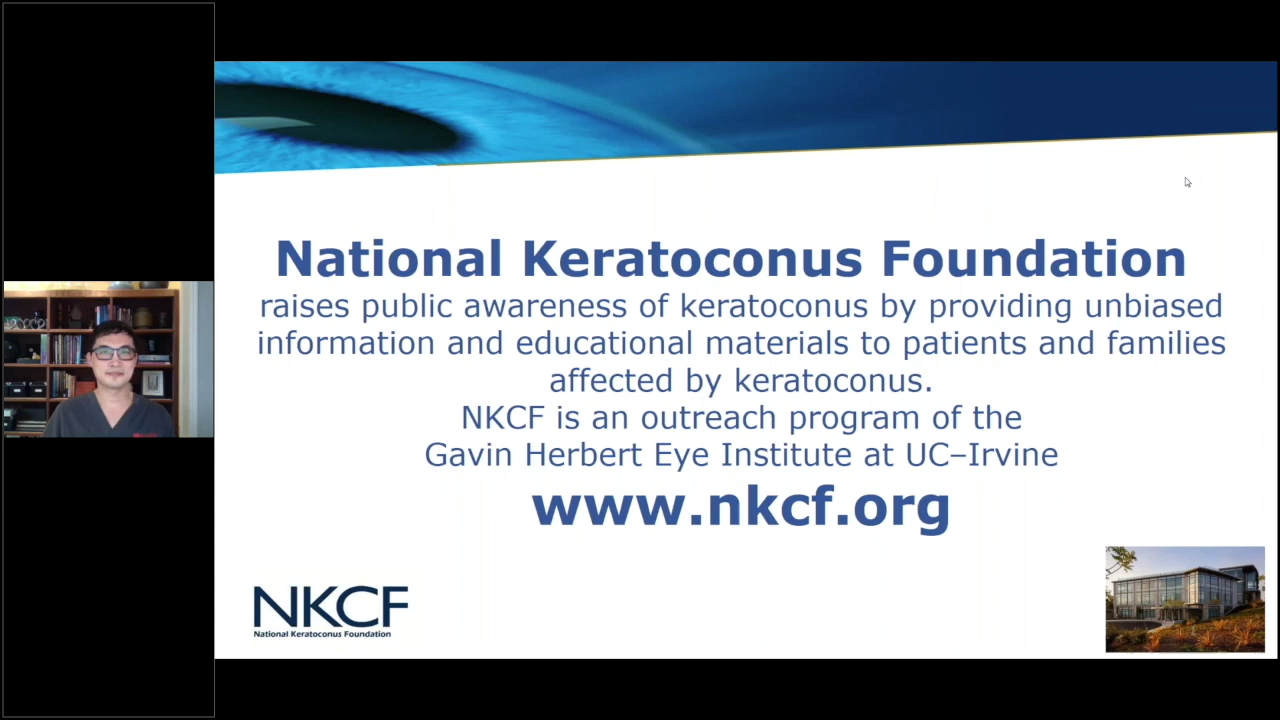 National Keratoconus Foundation
raises public awareness of keratoconus by providing unbiased
information and educational materials to patients and families
affected by keratoconus.
NKCF is an outreach program of the
Gavin Herbert Eye Institute at UC–Irvine
www.nkcf.org
NKCF
National Keratoconus Foundation